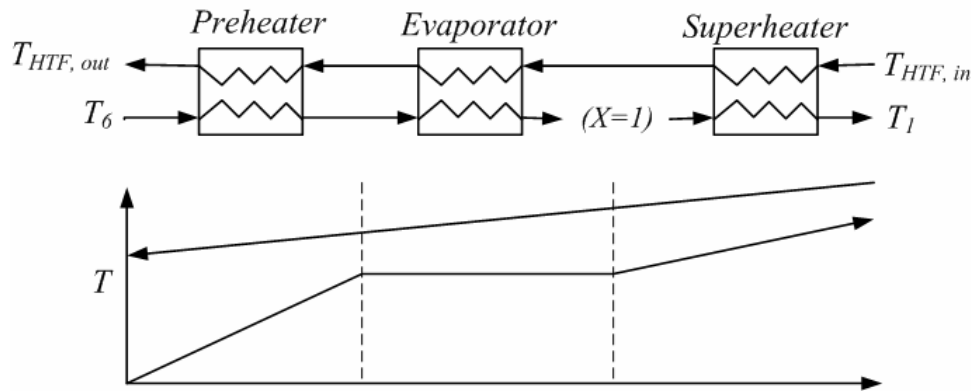 Preheater Evaporator Superheater
T_HTF, out T_HTF, in
T_6 (X=1) T_1
T